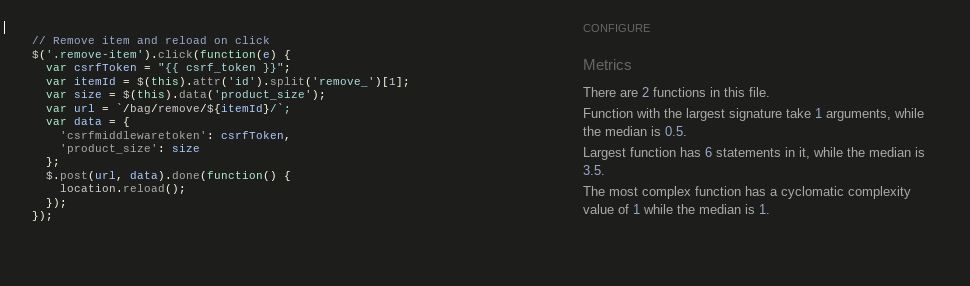 // Remove item and reload on click
$('.remove-item').click(function(e) {
var csrfToken = "{{ csrf_token }}";
var itemId = $(this).attr('id').split('remove_')[1];
var size = $(this).data('product_size');
var url = `/bag/remove/${itemId}/`;
var data = {
'csrfmiddlewaretoken': csrfToken,
'product_size': size
};
$.post(url, data).done(function() {
location.reload();
});
});
CONFIGURE
Metrics
There are 2 functions in this file.
Function with the largest signature take 1 arguments, while
the median is 0.5.
Largest function has 6 statements in it, while the median is
3.5.
The most complex function has a cyclomatic complexity
value of 1 while the median is 1.